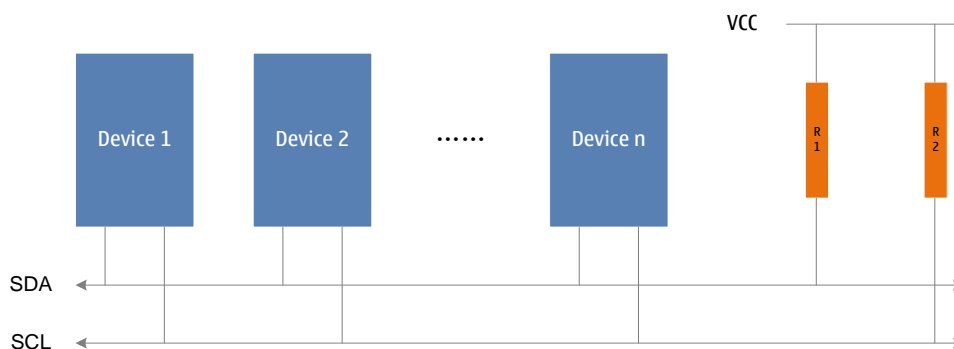 VCC
Device 1
Device 2
......
Device n
R
1
R
2
SDA
SCL